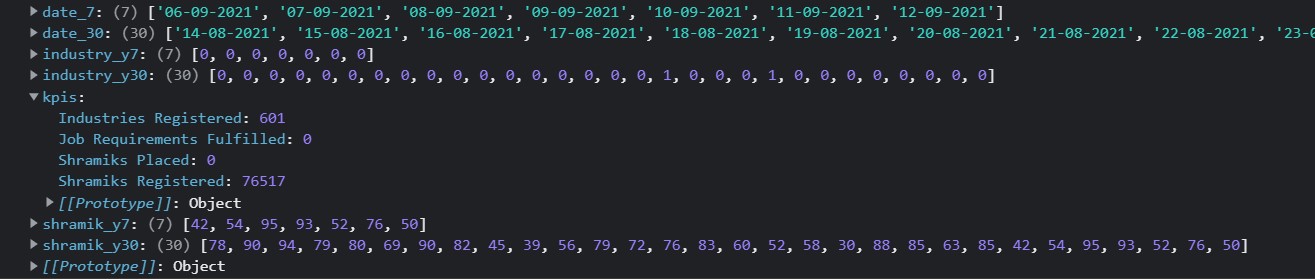 date_7: (7) ['06-09-2021', '07-09-2021', '08-09-2021', '09-09-2021', '10-09-2021', '11-09-2021', '12-09-2021']
date_30: (30) ['14-08-2021', '15-08-2021', '16-08-2021', '17-08-2021', '18-08-2021', '19-08-2021', '20-08-2021', '21-08-2021', '22-08-2021', '23-0
industry_y7: (7) [0, 0, 0, 0, 0, 0, 0]
industry_y30: (30) [0, 0, 0, 0, 0, 0, 0, 0, 0, 0, 0, 0, 0, 0, 0, 0, 0, 1, 0, 0, 0, 1, 0, 0, 0, 0, 0, 0, 0, 0]
kpis:
Industries Registered: 601
Job Requirements Fulfilled: 0
Shramiks Placed: 0
Shramiks Registered: 76517
[[Prototype]]: Object
shramik_y7: (7) [42, 54, 95, 93, 52, 76, 50]
shramik_y30: (30) [78, 90, 94, 79, 80, 69, 90, 82, 45, 39, 56, 79, 72, 76, 83, 60, 52, 58, 30, 88, 85, 63, 85, 42, 54, 95, 93, 52, 76, 50]
[[Prototype]]: Object